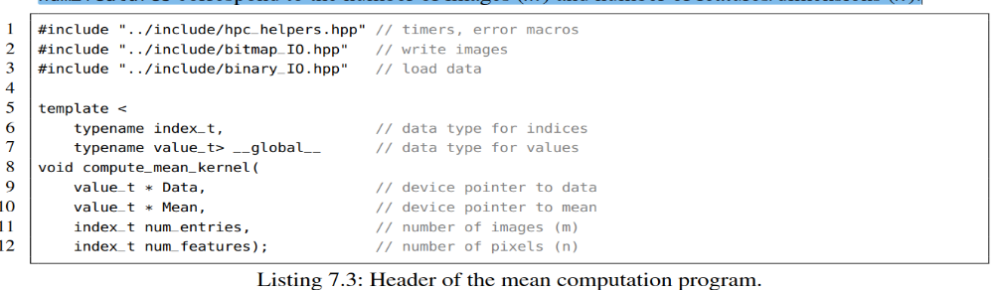 1 #include "../include/hpc_helpers.hpp" // timers, error macros
2 #include "../include/bitmap_IO.hpp" // write images
3 #include "../include/binary_IO.hpp" // load data
4
5 template <
6 typename index_t, // data type for indices
7 typename value_t> __global__ // data type for values
8 void compute_mean_kernel(
9 value_t * Data, // device pointer to data
10 value_t * Mean, // device pointer to mean
11 index_t num_entries, // number of images (m)
12 index_t num_features); // number of pixels (n)
Listing 7.3: Header of the mean computation program.